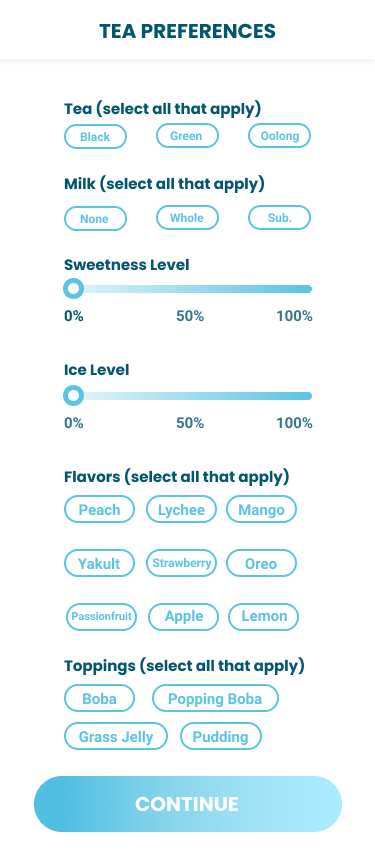 TEA PREFERENCES
Tea (select all that apply)
Black Green Oolong
Milk (select all that apply)
None Whole Sub.
Sweetness Level
0% 50% 100%
Ice Level
0% 50% 100%
Flavors (select all that apply)
Peach Lychee Mango
Yakult Strawberry Oreo
Passionfruit Apple Lemon
Toppings (select all that apply)
Boba Popping Boba
Grass Jelly Pudding
CONTINUE